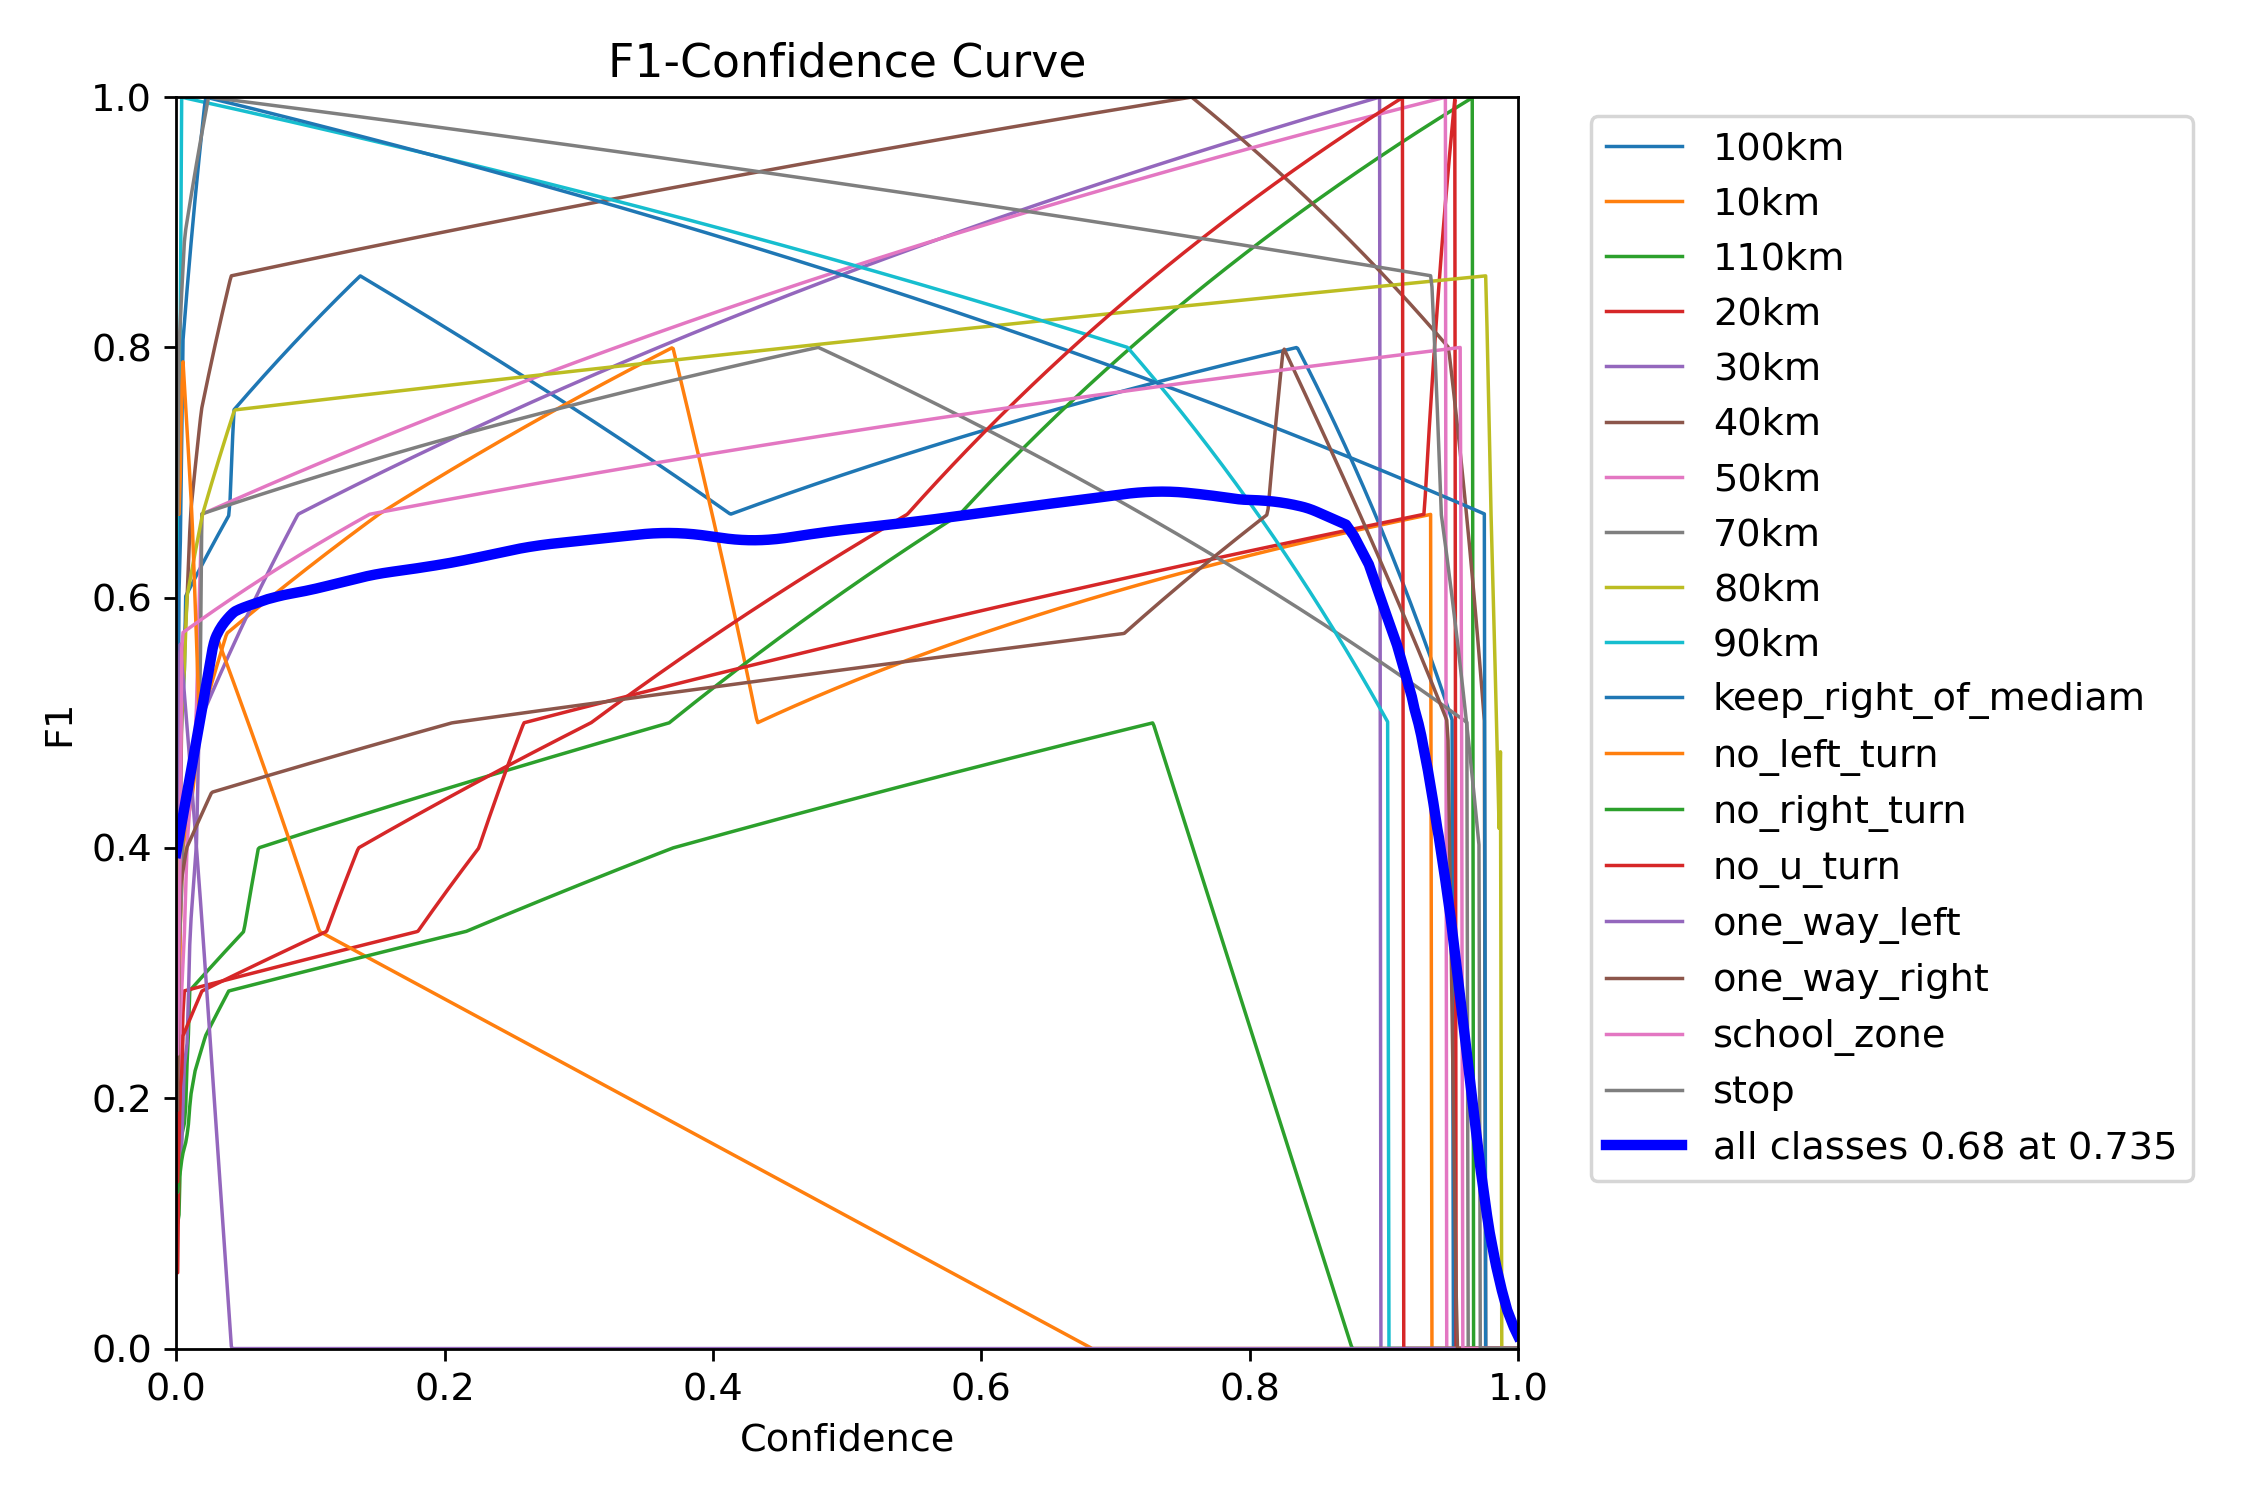 F1-Confidence Curve
1.0
0.8
0.6
0.4
0.2
0.0
F1
0.0 0.2 0.4 0.6 0.8 1.0
Confidence
100km
10km
110km
20km
30km
40km
50km
70km
80km
90km
keep_right_of_mediam
no_left_turn
no_right_turn
no_u_turn
one_way_left
one_way_right
school_zone
stop
all classes 0.68 at 0.735